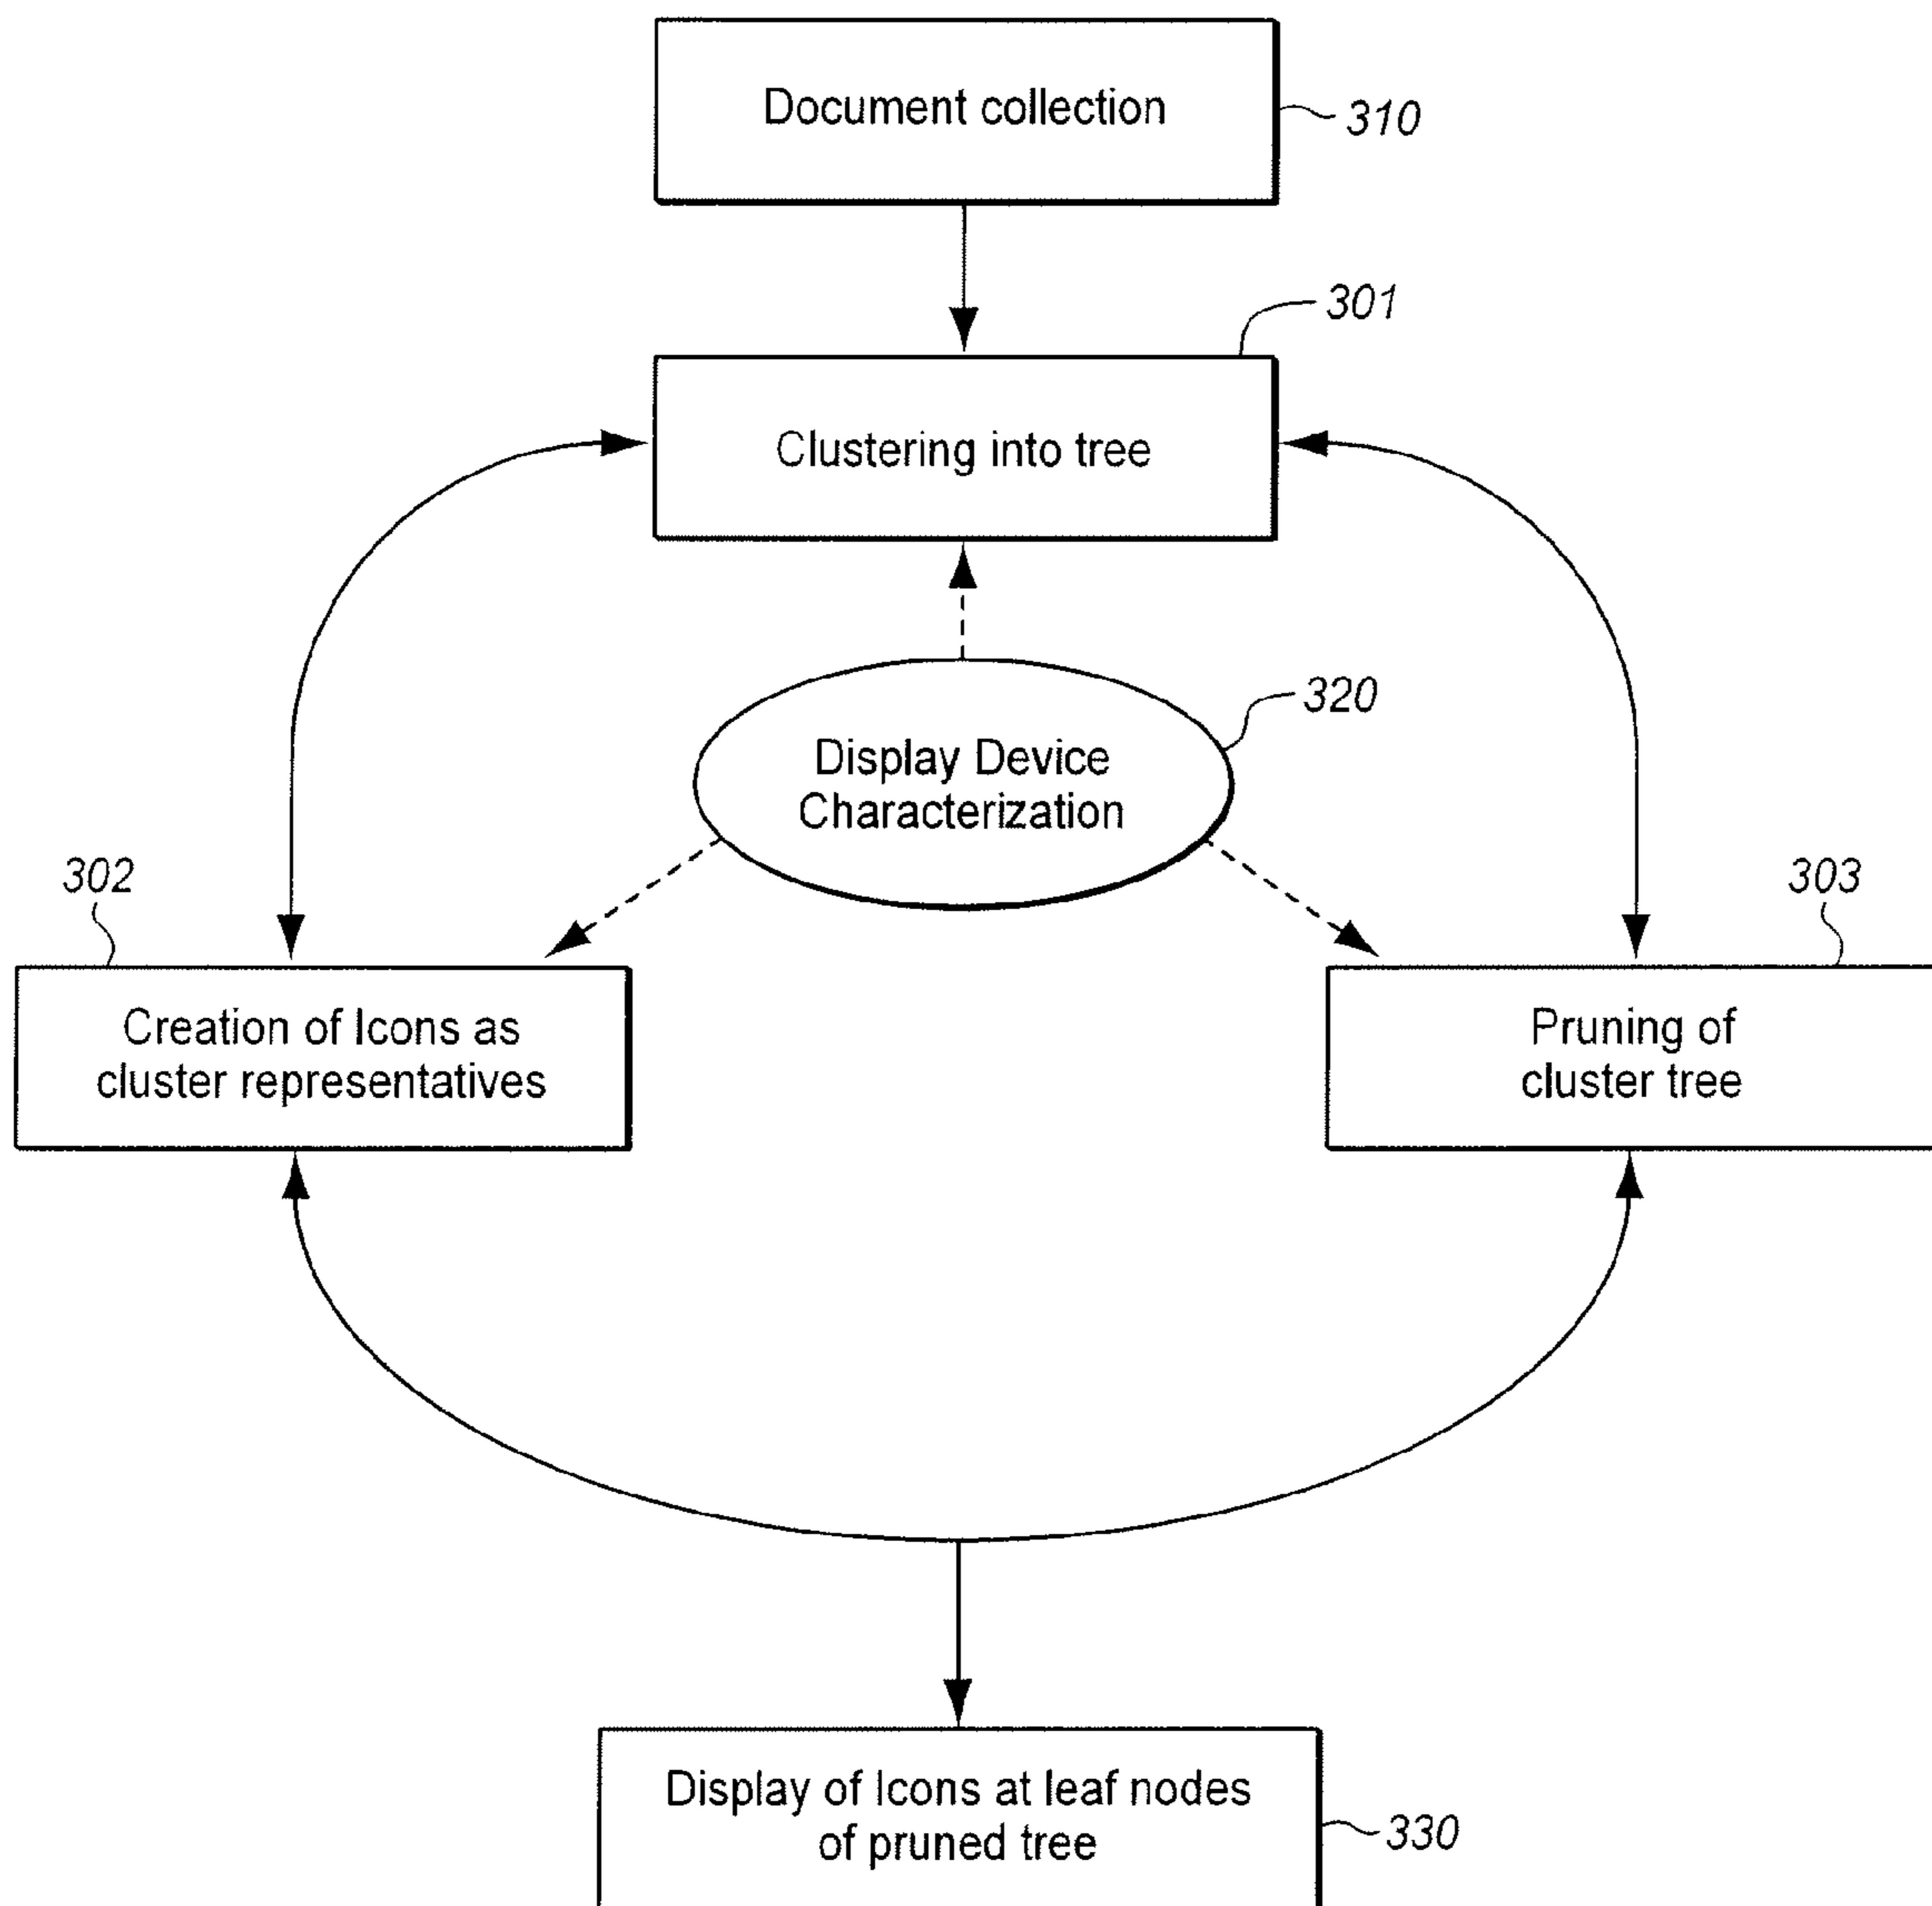 Document collection
310
301
Clustering into tree
320
Display Device
Characterization
302
303
Creation of Icons as
cluster representatives
Pruning of
cluster tree
Display of Icons at leaf nodes
of pruned tree
330